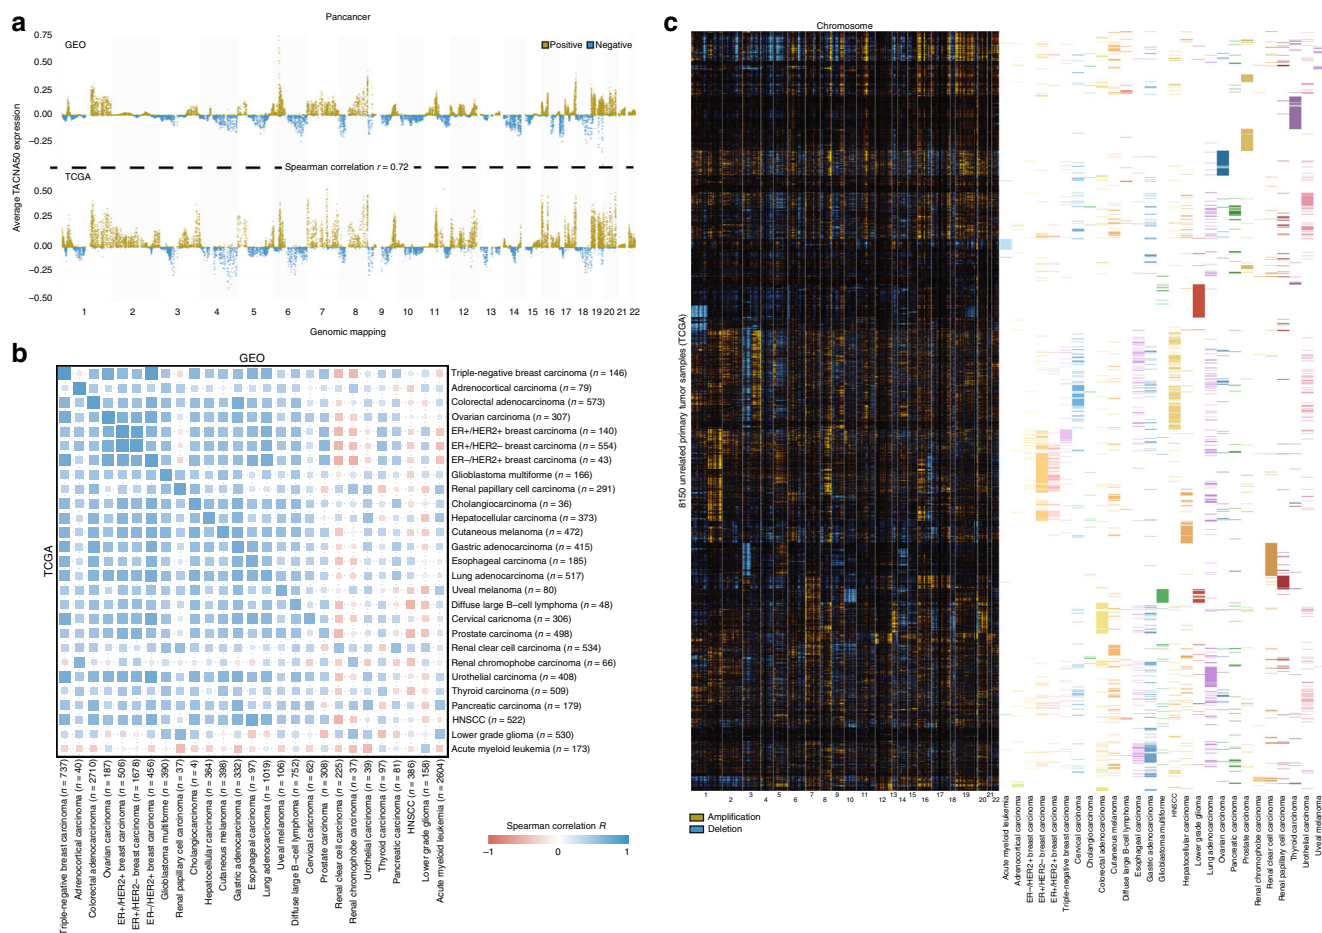 a
Pancancer
GEO
Positive Negative
0.75
0.50
0.25
0.00
−0.25
Spearman correlation r = 0.72
TCGA
0.50
0.25
0.00
−0.25
−0.50
Average TACNA50 expression
1 2 3 4 5 6 7 8 9 10 11 12 13 14 15 16 17 18 19 20 21 22
Genomic mapping
b
GEO
TCGA
Triple-negative breast carcinoma (n = 146)
Adrenocortical carcinoma (n = 79)
Colorectal adenocarcinoma (n = 573)
Ovarian carcinoma (n = 307)
ER+/HER2+ breast carcinoma (n = 140)
ER+/HER2− breast carcinoma (n = 554)
ER−/HER2+ breast carcinoma (n = 43)
Glioblastoma multiforme (n = 166)
Renal papillary cell carcinoma (n = 291)
Cholangiocarcinoma (n = 36)
Hepatocellular carcinoma (n = 373)
Cutaneous melanoma (n = 472)
Gastric adenocarcinoma (n = 415)
Esophageal carcinoma (n = 185)
Lung adenocarcinoma (n = 517)
Uveal melanoma (n = 80)
Diffuse large B−cell lymphoma (n = 48)
Cervical carcinoma (n = 306)
Prostate carcinoma (n = 498)
Renal clear cell carcinoma (n = 534)
Renal chromophobe carcinoma (n = 66)
Urothelial carcinoma (n = 408)
Thyroid carcinoma (n = 509)
Pancreatic carcinoma (n = 179)
HNSCC (n = 522)
Lower grade glioma (n = 530)
Acute myeloid leukemia (n = 173)
Triple-negative breast carcinoma (n = 737)
Adrenocortical carcinoma (n = 40)
Colorectal adenocarcinoma (n = 2710)
Ovarian carcinoma (n = 187)
ER+/HER2+ breast carcinoma (n = 506)
ER+/HER2− breast carcinoma (n = 1678)
ER−/HER2+ breast carcinoma (n = 456)
Glioblastoma multiforme (n = 390)
Renal papillary cell carcinoma (n = 37)
Cholangiocarcinoma (n = 4)
Hepatocellular carcinoma (n = 364)
Cutaneous melanoma (n = 398)
Gastric adenocarcinoma (n = 332)
Esophageal carcinoma (n = 97)
Lung adenocarcinoma (n = 1019)
Uveal melanoma (n = 106)
Diffuse large B−cell lymphoma (n = 752)
Cervical carcinoma (n = 62)
Prostate carcinoma (n = 308)
Renal clear cell carcinoma (n = 225)
Renal chromophobe carcinoma (n = 37)
Urothelial carcinoma (n = 39)
Thyroid carcinoma (n = 97)
Pancreatic carcinoma (n = 81)
HNSCC (n = 386)
Lower grade glioma (n = 158)
Acute myeloid leukemia (n = 2604)
Spearman correlation R
−1 0 1
c
Chromosome
8150 unrelated primary tumor samples (TCGA)
1 2 3 4 5 6 7 8 9 10 11 12 13 14 15 16 17 18 19 20 21 22
Amplification
Deletion
Acute myeloid leukemia
Adrenocortical carcinoma
ER−/HER2+ breast carcinoma
ER+/HER2− breast carcinoma
ER+/HER2+ breast carcinoma
Triple-negative breast carcinoma
Cervical carcinoma
Cholangiocarcinoma
Colorectal adenocarcinoma
Cutaneous melanoma
Diffuse large B-cell lymphoma
Esophageal carcinoma
Gastric adenocarcinoma
Glioblastoma multiforme
HNSCC
Hepatocellular carcinoma
Lower grade glioma
Lung adenocarcinoma
Ovarian carcinoma
Pancreatic carcinoma
Prostate carcinoma
Renal chromophobe carcinoma
Renal clear cell carcinoma
Renal papillary cell carcinoma
Thyroid carcinoma
Urothelial carcinoma
Uveal melanoma